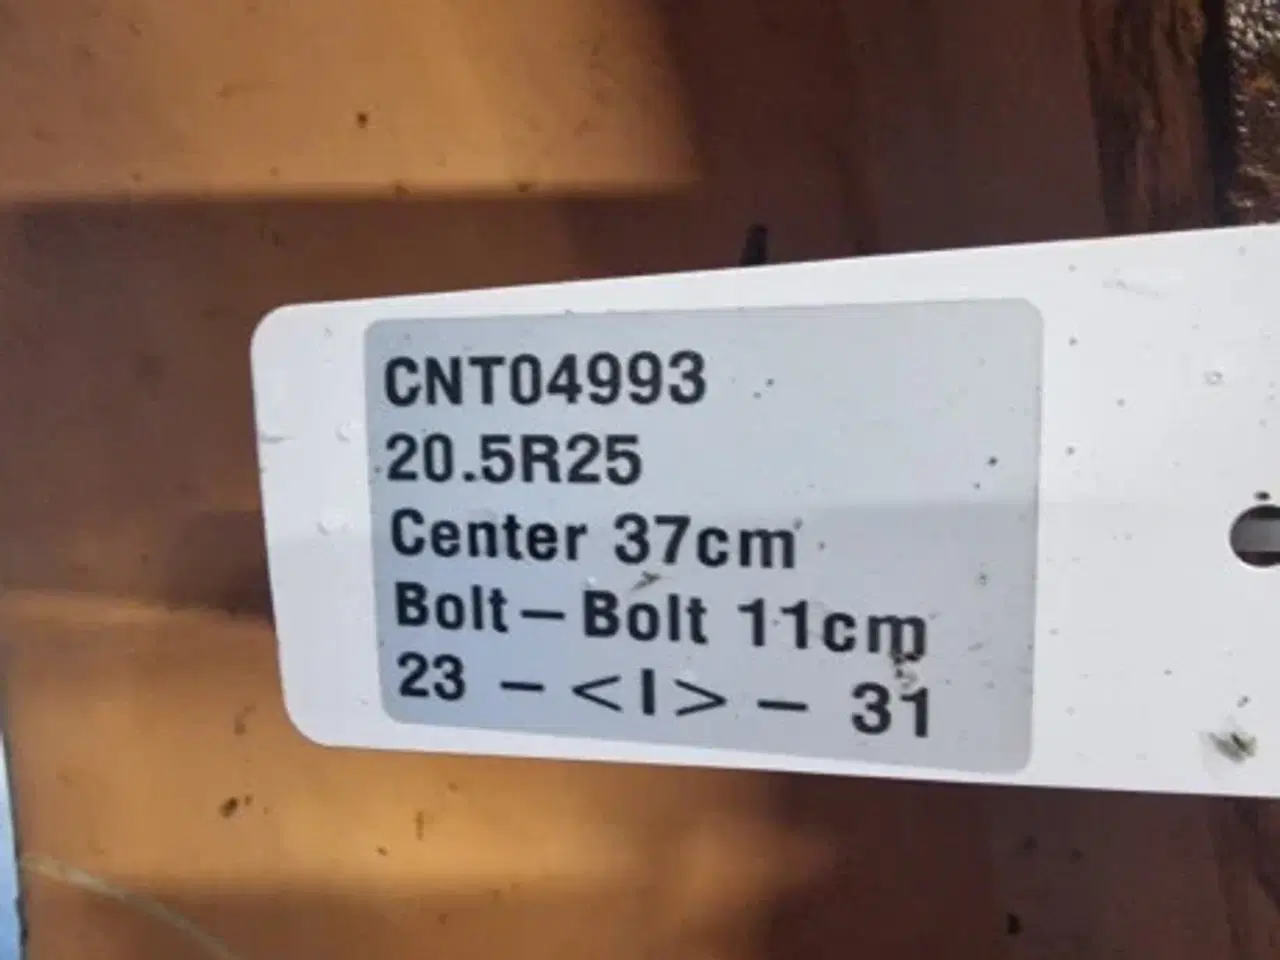 CNT04993
20.5R25
Center 37cm
Bolt-Bolt 11cm
23 -<|>- 31